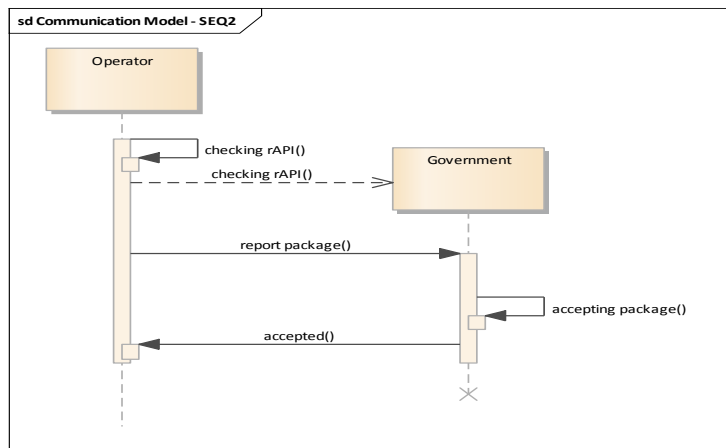 sd Communication Model - SEQ2
Operator
checking rAPI()
Government
checking rAPI()
report package()
accepting package()
accepted()